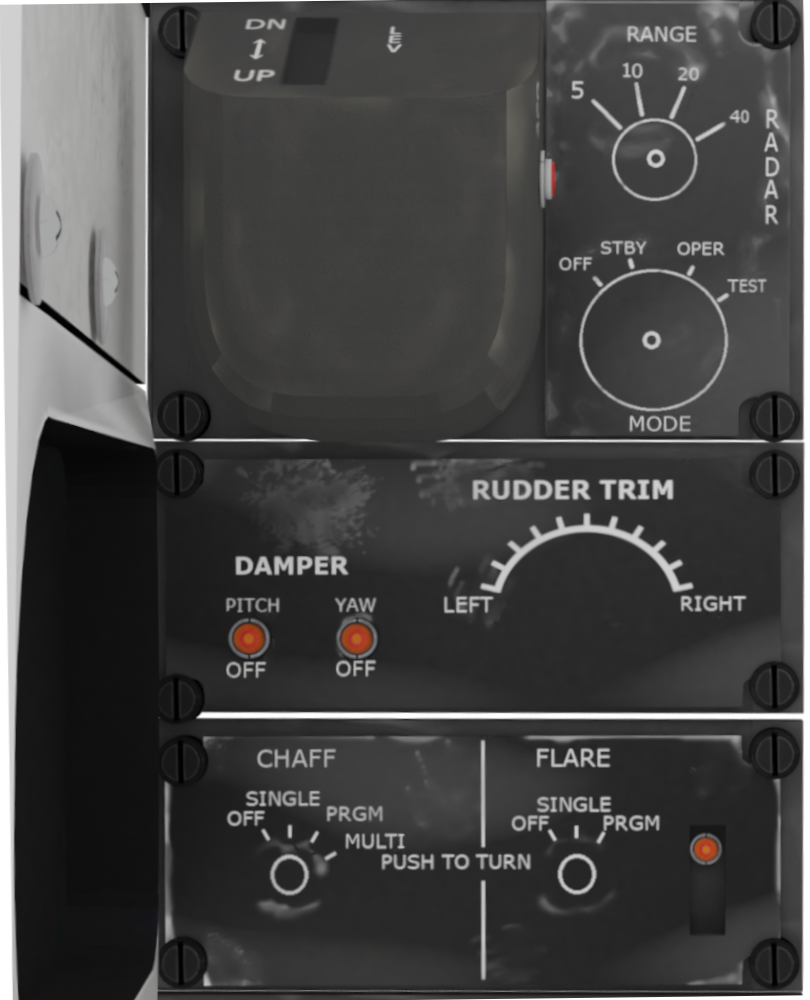 DN
UP
LEV
RANGE
5 10 20 40
RADAR
OFF STBY OPER TEST
MODE
RUDDER TRIM
LEFT RIGHT
DAMPER
PITCH YAW
OFF OFF
CHAFF
OFF SINGLE PRGM MULTI
PUSH TO TURN
FLARE
OFF SINGLE PRGM